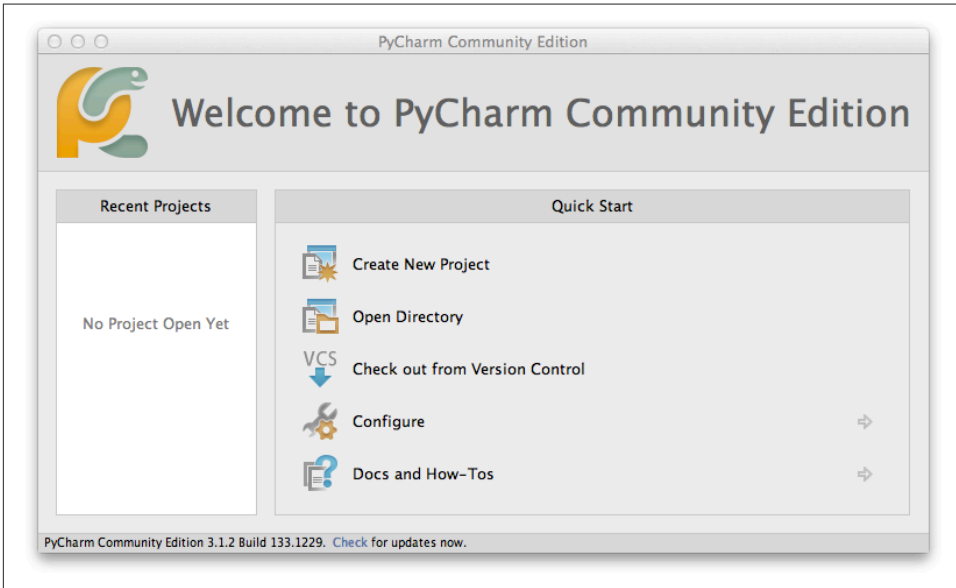 PyCharm Community Edition
Welcome to PyCharm Community Edition
Recent Projects
Quick Start
No Project Open Yet
Create New Project
Open Directory
VCS
Check out from Version Control
Configure
Docs and How-Tos
PyCharm Community Edition 3.1.2 Build 133.1229. Check for updates now.